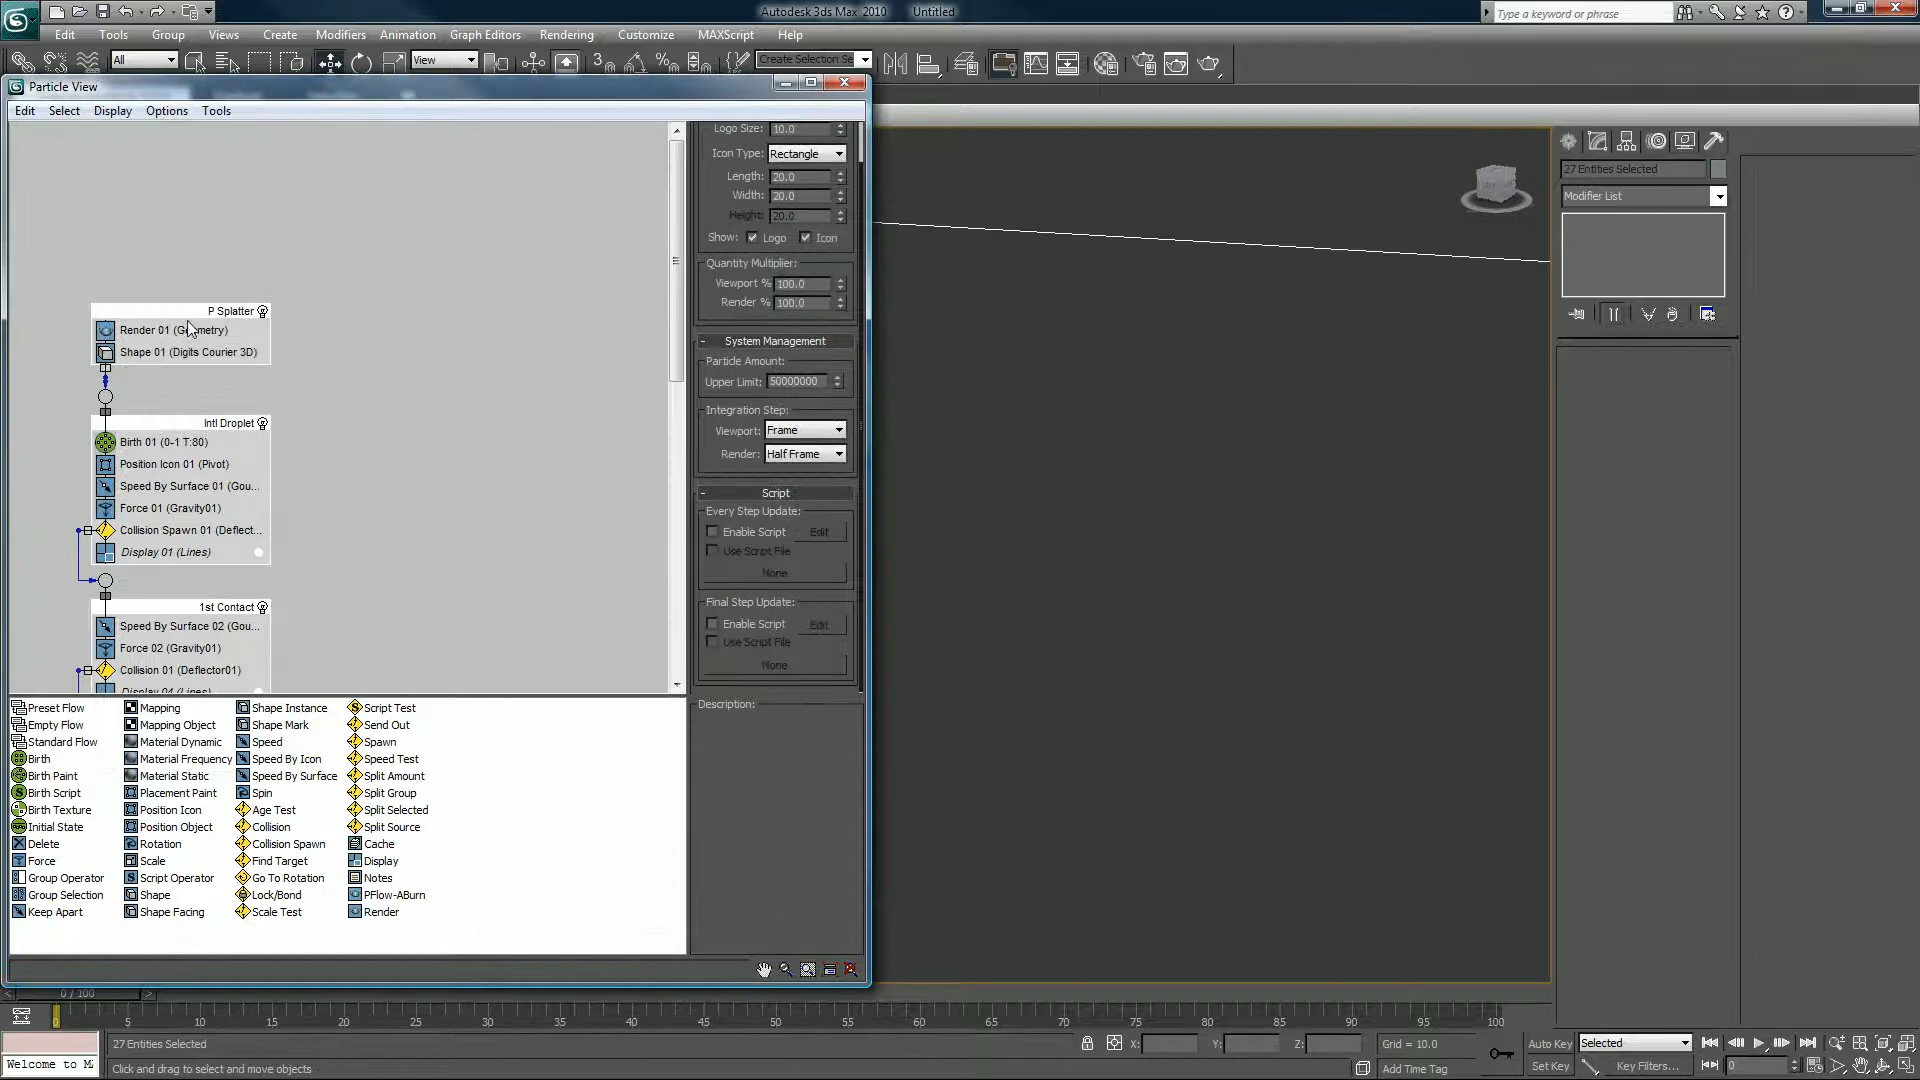 Autodesk 3ds Max 2010 Untitled
Type a keyword or phrase
Edit Tools Group Views Create Modifiers Animation Graph Editors Rendering Customize MAXScript Help
All View Create Selection Se
Particle View
Edit Select Display Options Tools
Logo Size: 10.0
Icon Type: Rectangle
Length: 20.0
Width: 20.0
Height: 20.0
Show: Logo Icon
Quantity Multiplier:
Viewport % 100.0
Render % 100.0
System Management
Particle Amount:
Upper Limit: 50000000
Integration Step:
Viewport: Frame
Render: Half Frame
Script
Every Step Update:
Enable Script Edit
Use Script File
None
Final Step Update:
Enable Script Edit
Use Script File
None
Description:
P Splatter
Render 01 (Geometry)
Shape 01 (Digits Courier 3D)
Intl Droplet
Birth 01 (0-1 T:80)
Position Icon 01 (Pivot)
Speed By Surface 01 (Gou...
Force 01 (Gravity01)
Collision Spawn 01 (Deflect...
Display 01 (Lines)
1st Contact
Speed By Surface 02 (Gou...
Force 02 (Gravity01)
Collision 01 (Deflector01)
Display 04 (Lines)
Preset Flow Mapping Shape Instance Script Test
Empty Flow Mapping Object Shape Mark Send Out
Standard Flow Material Dynamic Speed Spawn
Birth Material Frequency Speed By Icon Speed Test
Birth Paint Material Static Speed By Surface Split Amount
Birth Script Placement Paint Spin Split Group
Birth Texture Position Icon Age Test Split Selected
Initial State Position Object Collision Split Source
Delete Rotation Collision Spawn Cache
Force Scale Find Target Display
Group Operator Script Operator Go To Rotation Notes
Group Selection Shape Lock/Bond PFlow-ABurn
Keep Apart Shape Facing Scale Test Render
27 Entities Selected
Modifier List
0 / 100
0 5 10 15 20 25 30 35 40 45 50 55 60 65 70 75 80 85 90 95 100
27 Entities Selected X: Y: Z: Grid = 10.0 Auto Key Selected
Welcome to M Click and drag to select and move objects Add Time Tag Set Key Key Filters... 0